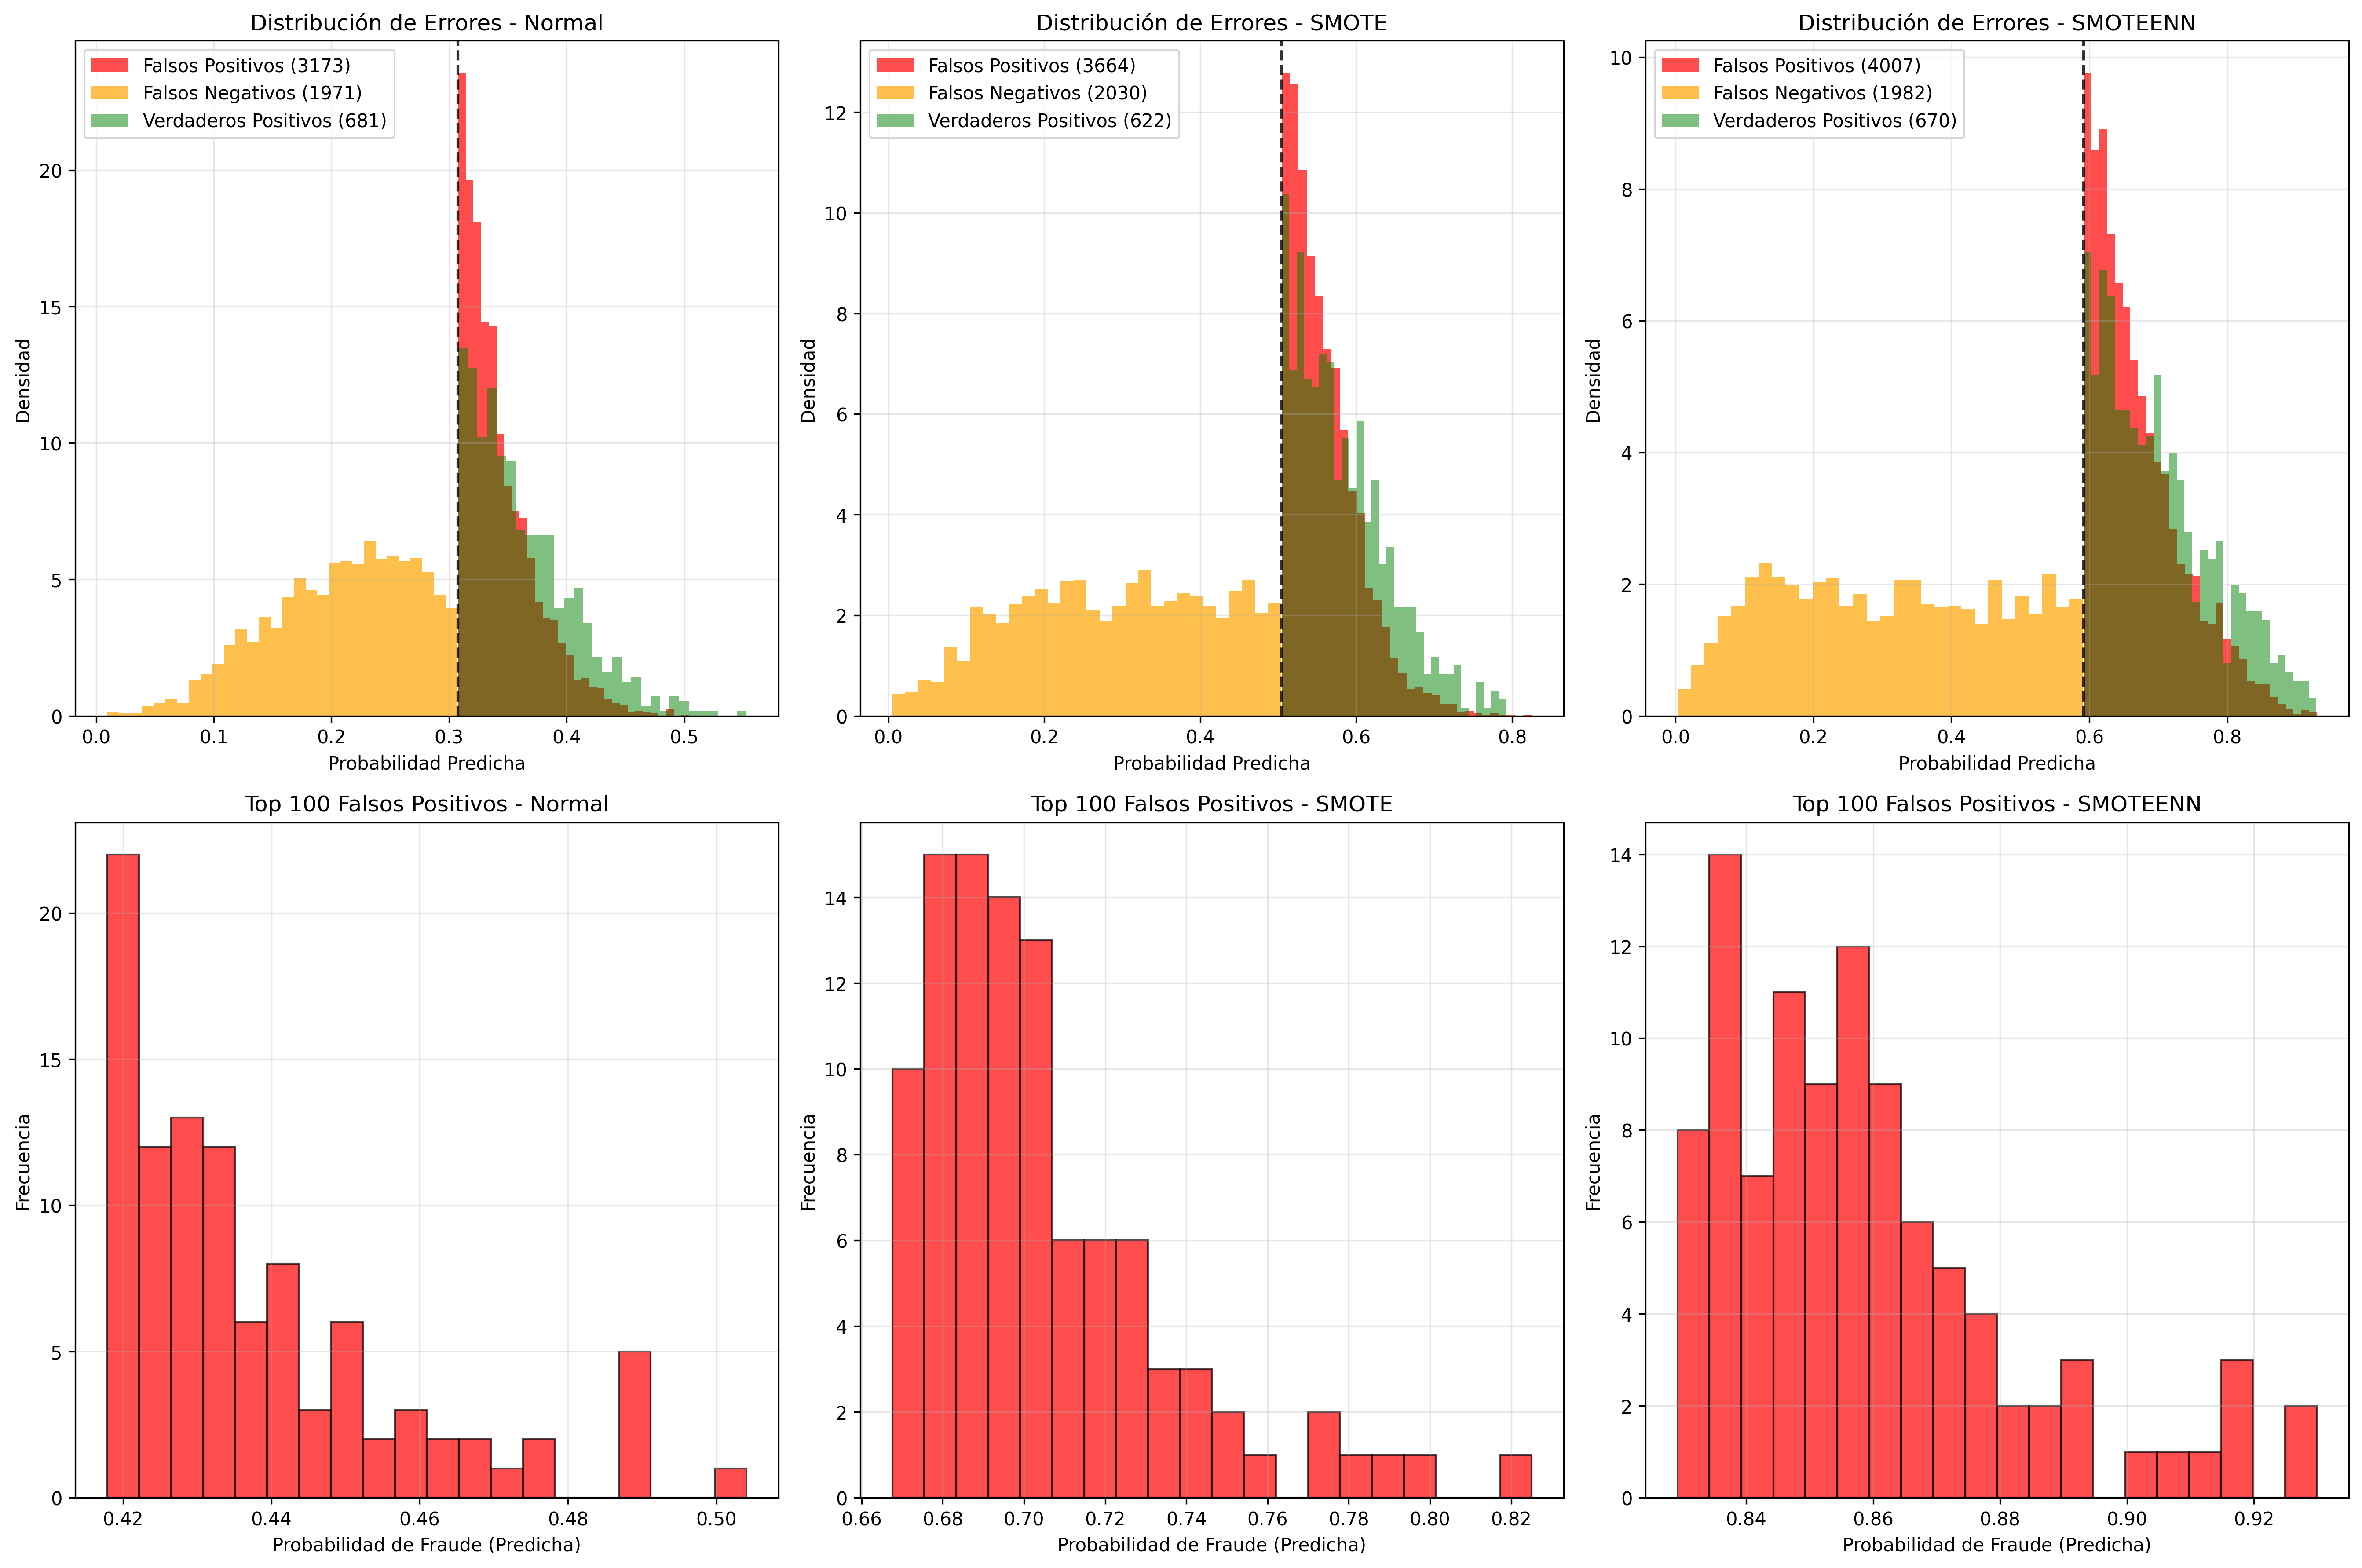 Distribución de Errores - Normal
Falsos Positivos (3173)
Falsos Negativos (1971)
Verdaderos Positivos (681)
Densidad
20
15
10
5
0
0.0 0.1 0.2 0.3 0.4 0.5
Probabilidad Predicha
Distribución de Errores - SMOTE
Falsos Positivos (3664)
Falsos Negativos (2030)
Verdaderos Positivos (622)
Densidad
12
10
8
6
4
2
0
0.0 0.2 0.4 0.6 0.8
Probabilidad Predicha
Distribución de Errores - SMOTEENN
Falsos Positivos (4007)
Falsos Negativos (1982)
Verdaderos Positivos (670)
Densidad
10
8
6
4
2
0
0.0 0.2 0.4 0.6 0.8
Probabilidad Predicha
Top 100 Falsos Positivos - Normal
Frecuencia
20
15
10
5
0
0.42 0.44 0.46 0.48 0.50
Probabilidad de Fraude (Predicha)
Top 100 Falsos Positivos - SMOTE
Frecuencia
14
12
10
8
6
4
2
0
0.66 0.68 0.70 0.72 0.74 0.76 0.78 0.80 0.82
Probabilidad de Fraude (Predicha)
Top 100 Falsos Positivos - SMOTEENN
Frecuencia
14
12
10
8
6
4
2
0
0.84 0.86 0.88 0.90 0.92
Probabilidad de Fraude (Predicha)